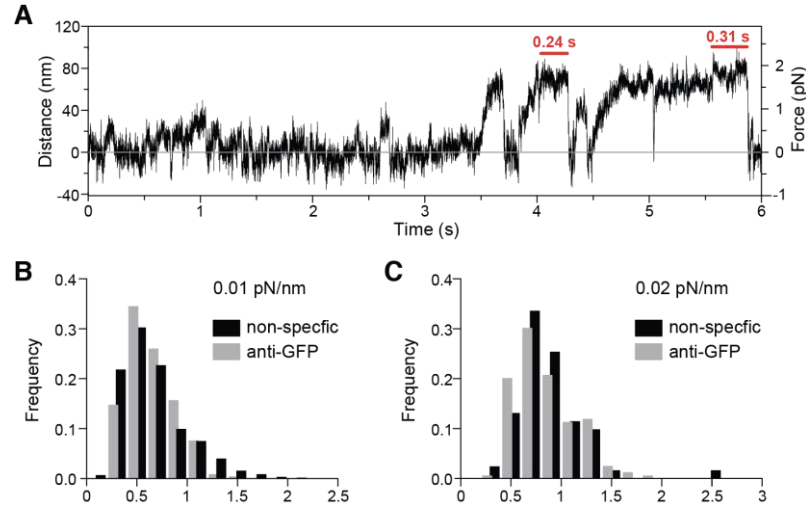 A
120
80
40
0
-40
Distance (nm)
0.24 s
0.31 s
2
1
0
-1
Force (pN)
0 1 2 3 4 5 6
Time (s)
B
0.4
0.3
0.2
0.1
0.0
Frequency
0.01 pN/nm
non-specfic
anti-GFP
0 0.5 1 1.5 2 2.5
C
0.4
0.3
0.2
0.1
0.0
Frequency
0.02 pN/nm
non-specfic
anti-GFP
0 0.5 1 1.5 2 2.5 3